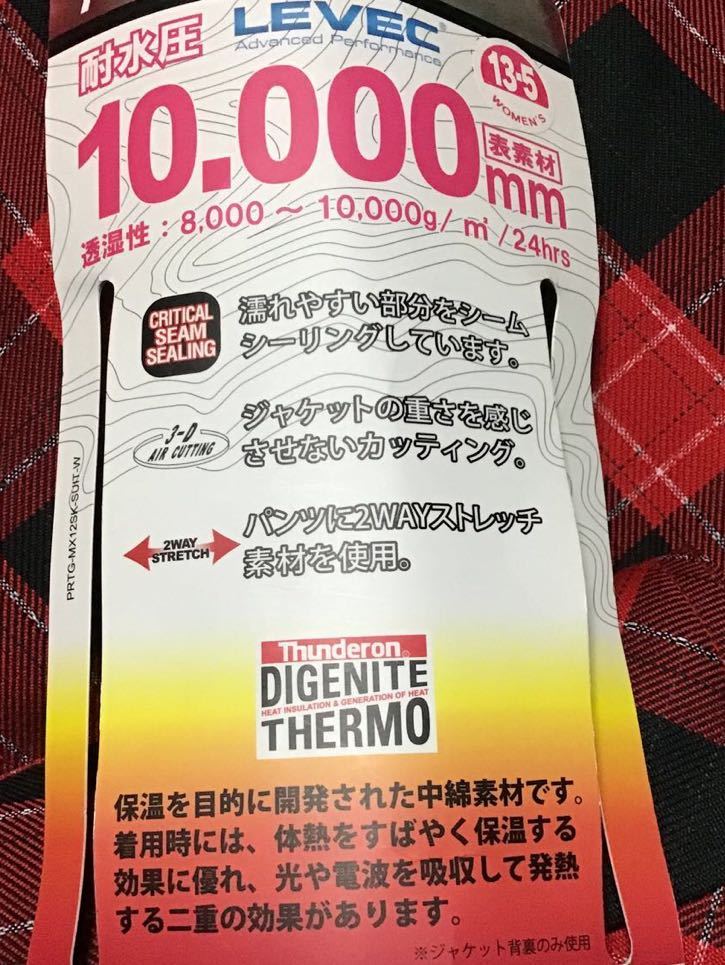 LEVEC®
Advanced Performance
耐水圧
13-5
WOMEN'S
10.000mm
表素材
透湿性：8,000 ～ 10,000g/㎡/24hrs
CRITICAL
SEAM
SEALING
濡れやすい部分をシーム
シーリングしています。
3-D
AIR CUTTING
ジャケットの重さを感じ
させないカッティング。
2WAY
STRETCH
パンツに2WAYストレッチ
素材を使用。
PRTG-MX12SK-SUIT-W
Thunderon®
DIGENITE
HEAT INSULATION & GENERATION OF HEAT
THERMO
保温を目的に開発された中綿素材です。
着用時には、体熱をすばやく保温する
効果に優れ、光や電波を吸収して発熱
する二重の効果があります。
※ジャケット背裏のみ使用